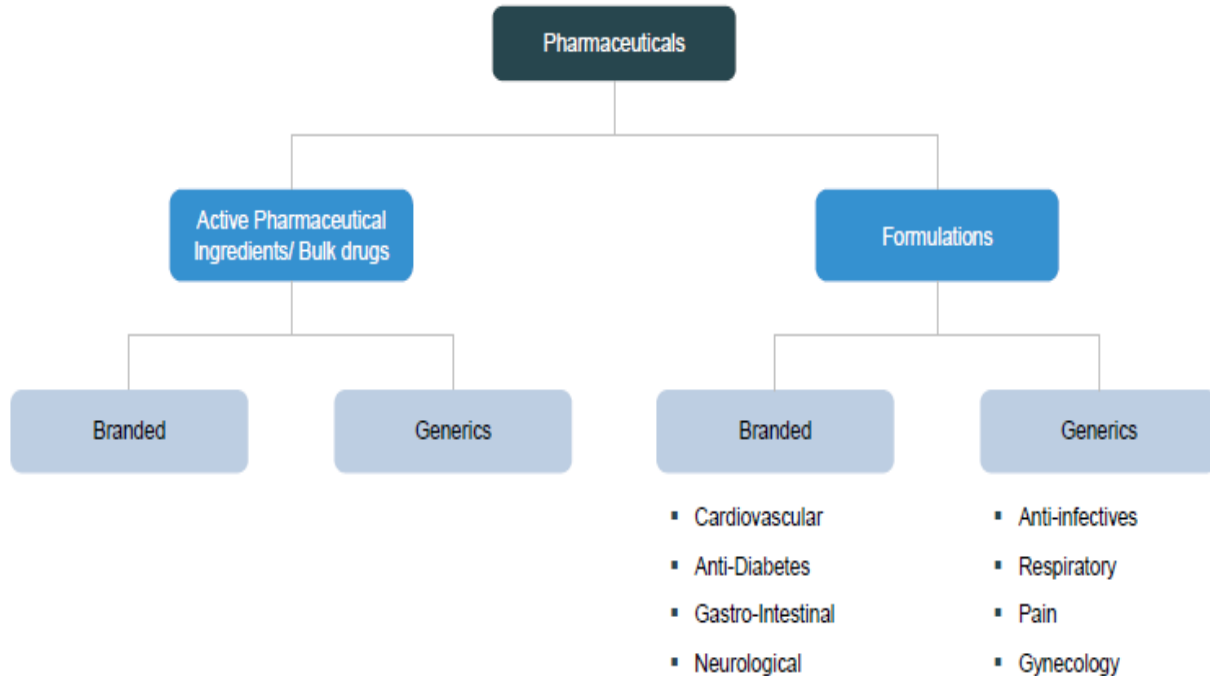 Pharmaceuticals
Active Pharmaceutical
Ingredients/ Bulk drugs
Formulations
Branded
Generics
Branded
Generics
▪ Cardiovascular
▪ Anti-Diabetes
▪ Gastro-Intestinal
▪ Neurological
▪ Anti-infectives
▪ Respiratory
▪ Pain
▪ Gynecology